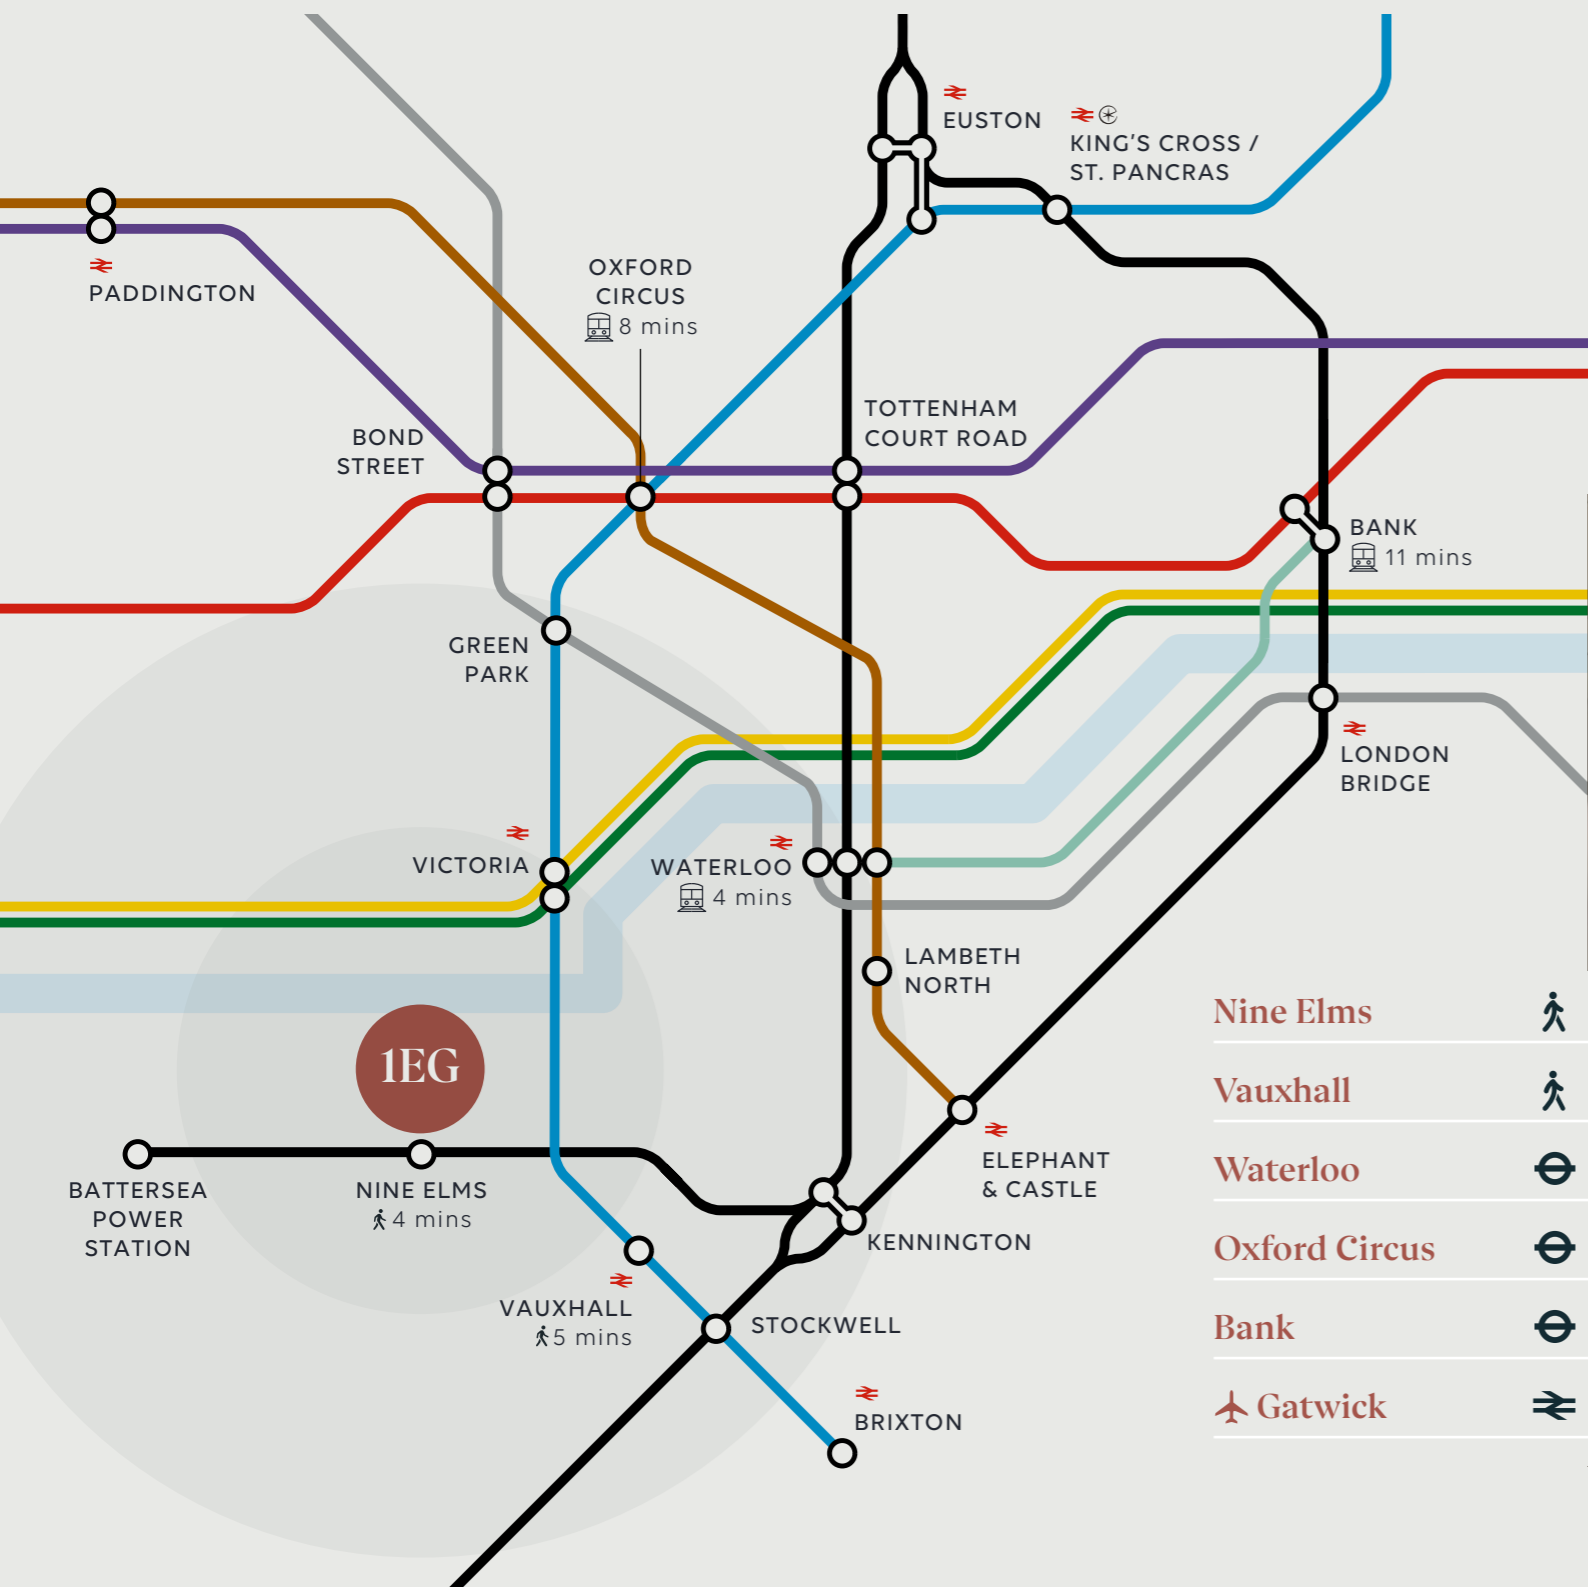 EUSTON
KING'S CROSS /
ST. PANCRAS
PADDINGTON
OXFORD
CIRCUS
8 mins
BOND
STREET
TOTTENHAM
COURT ROAD
BANK
11 mins
GREEN
PARK
LONDON
BRIDGE
VICTORIA
WATERLOO
4 mins
LAMBETH
NORTH
1EG
BATTERSEA
POWER
STATION
NINE ELMS
4 mins
ELEPHANT
& CASTLE
KENNINGTON
VAUXHALL
5 mins
STOCKWELL
BRIXTON
Nine Elms
Vauxhall
Waterloo
Oxford Circus
Bank
Gatwick